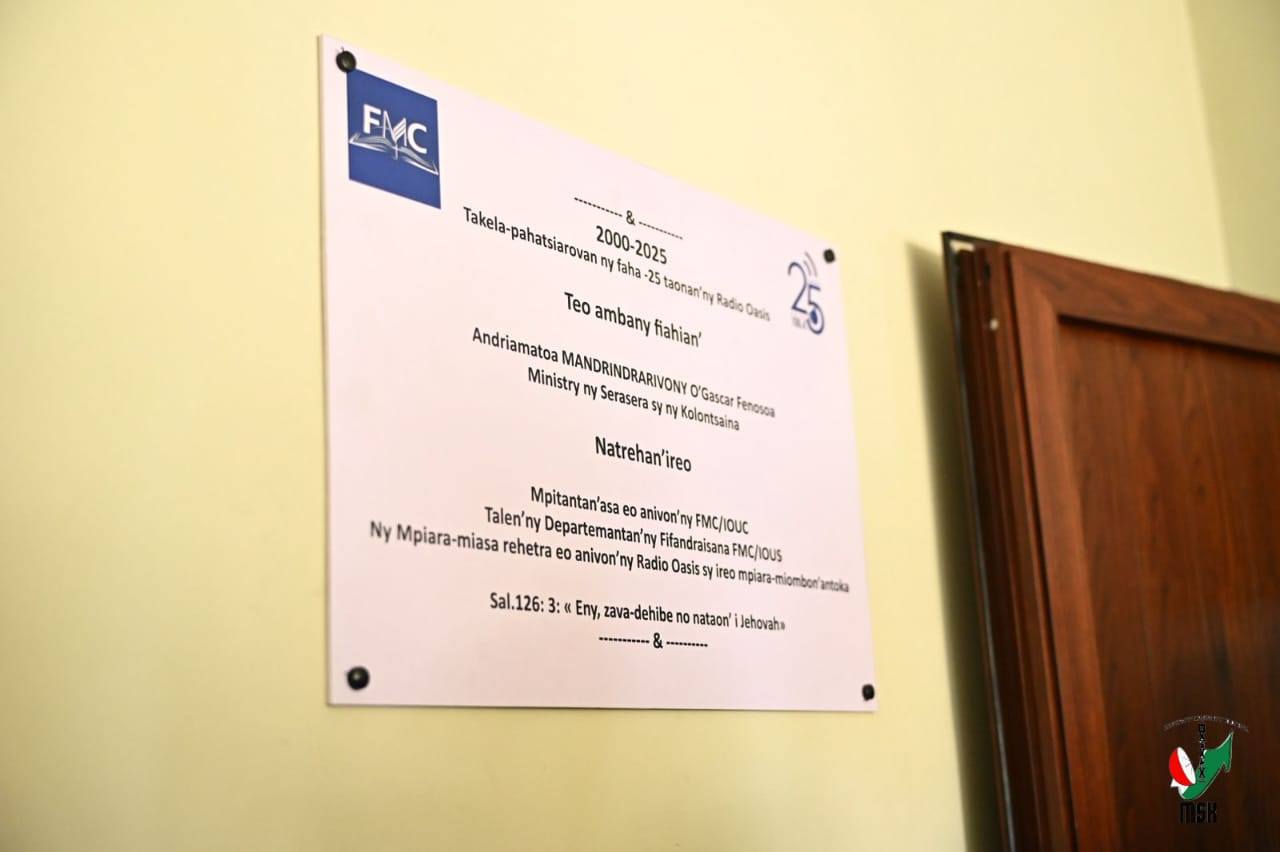 FMC
---------- & ----------
2000-2025
Takela-pahatsiarovan ny faha -25 taonan'ny Radio Oasis
25
Teo ambany fiahian'
Andriamatoa MANDRINDRARIVONY O'Gascar Fenosoa
Ministry ny Serasera sy ny Kolontsaina
Natrehan'ireo
Mpitantan'asa eo anivon'ny FMC/IOUC
Talen'ny Departemantan'ny Fifandraisana FMC/IOUS
Ny Mpiara-miasa rehetra eo anivon'ny Radio Oasis sy ireo mpiara-miombon'antoka
Sal.126: 3: « Eny, zava-dehibe no nataon' i Jehovah»
----------- & ----------
MSK